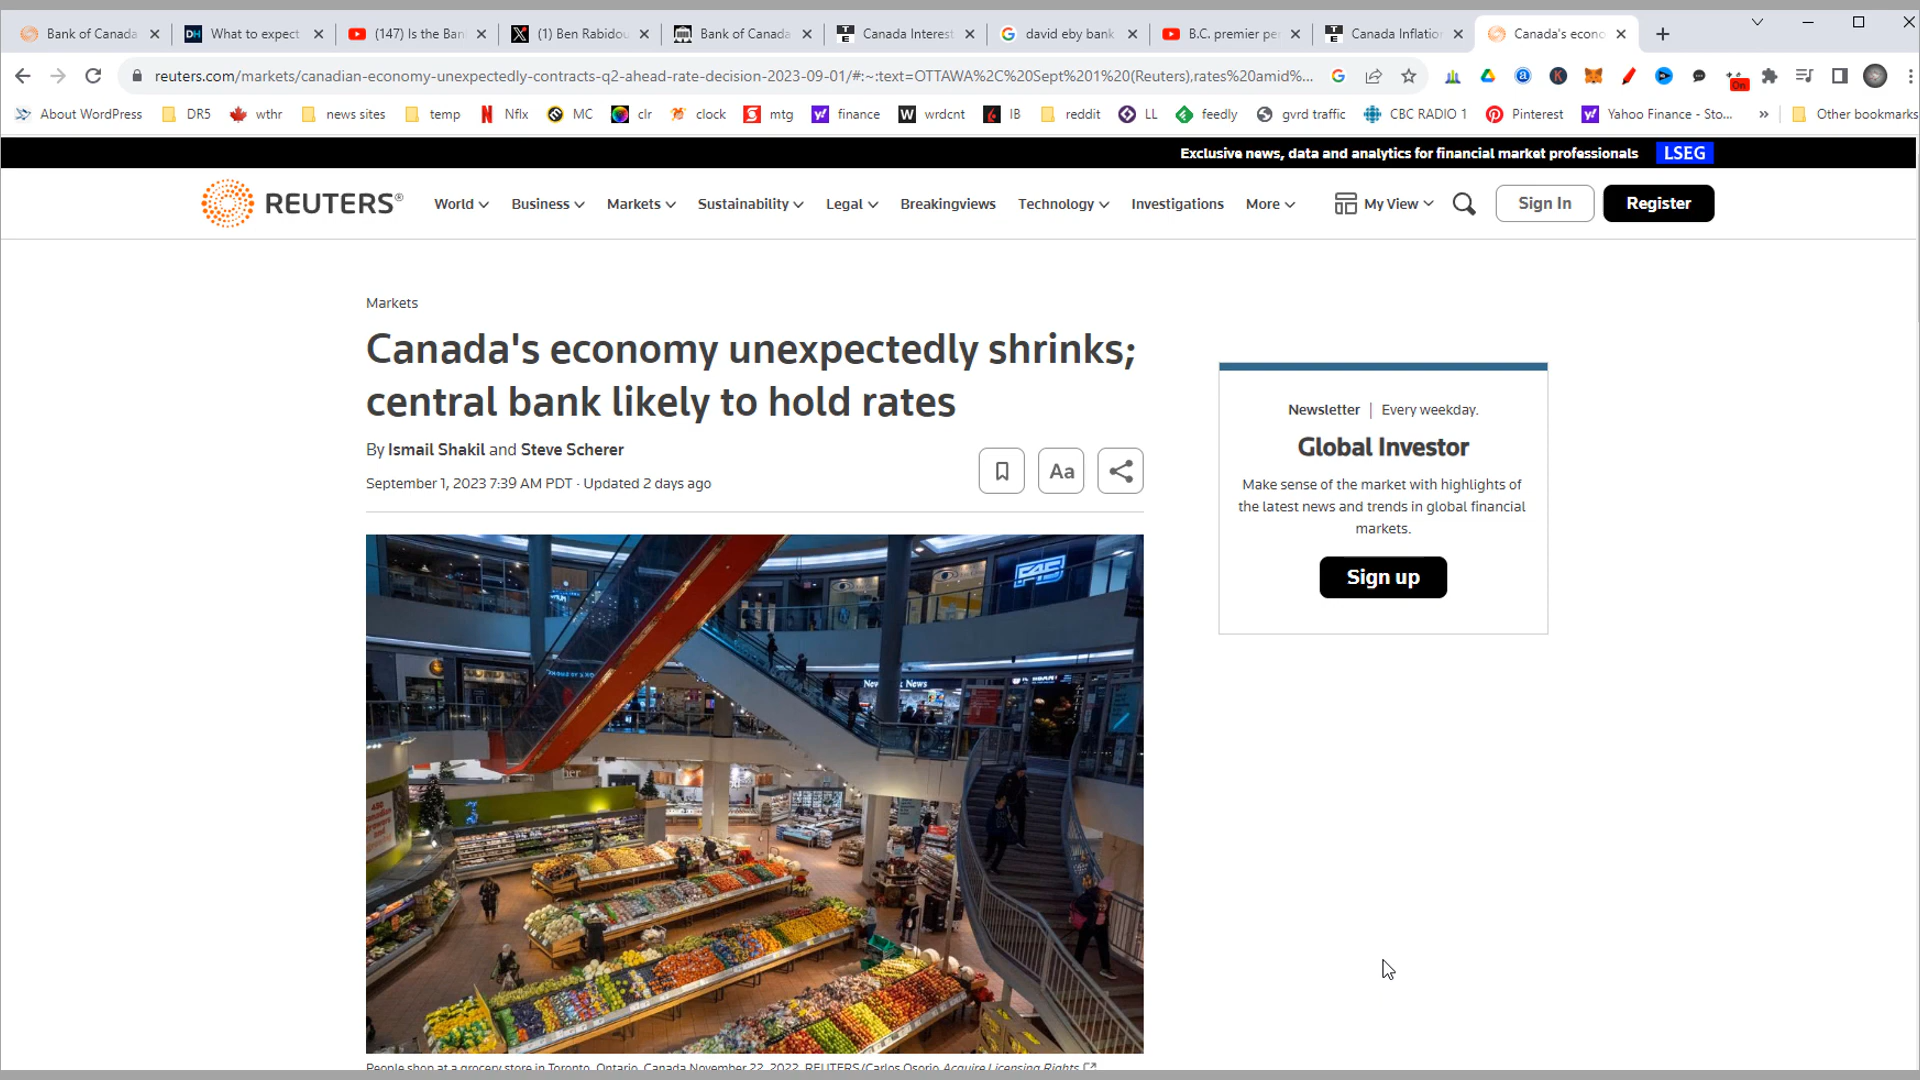 Bank of Canada
What to expect
(147) Is the Ban
(1) Ben Rabidou
Bank of Canada
Canada Interest
david eby bank
B.C. premier pe
Canada Inflatio
Canada's econo
reuters.com/markets/canadian-economy-unexpectedly-contracts-q2-ahead-rate-decision-2023-09-01/#:~:text=OTTAWA%2C%20Sept%201%20(Reuters),rates%20amid%...
On
About WordPress
DR5
wthr
news sites
temp
Nflx
MC
clr
clock
mtg
finance
wrdcnt
IB
reddit
LL
feedly
gvrd traffic
CBC RADIO 1
Pinterest
Yahoo Finance - Sto...
»
Other bookmarks
Exclusive news, data and analytics for financial market professionals LSEG
REUTERS®
World
Business
Markets
Sustainability
Legal
Breakingviews
Technology
Investigations
More
My View
Sign In
Register
Markets
Canada's economy unexpectedly shrinks;
central bank likely to hold rates
By Ismail Shakil and Steve Scherer
September 1, 2023 7:39 AM PDT · Updated 2 days ago
Aa
Newsletter | Every weekday.
Global Investor
Make sense of the market with highlights of
the latest news and trends in global financial
markets.
Sign up
F45
News
People shop at a grocery store in Toronto, Ontario, Canada November 22, 2022. REUTERS/Carlos Osorio Acquire Licensing Rights